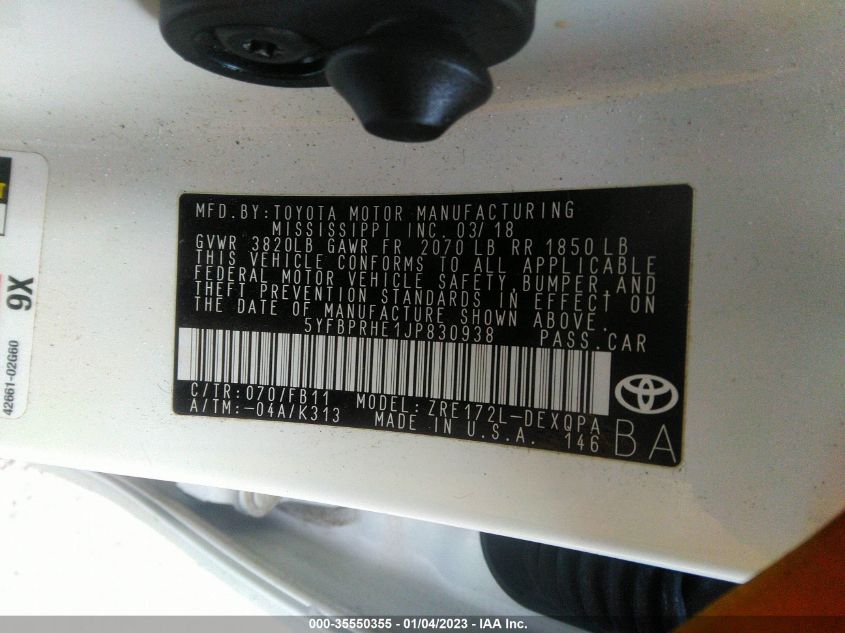 MFD.BY:TOYOTA MOTOR MANUFACTURING
MISSISSIPPI INC. 03/18
GVWR 3820LB GAWR FR 2070 LB RR 1850 LB
THIS VEHICLE CONFORMS TO ALL APPLICABLE
FEDERAL MOTOR VEHICLE SAFETY,BUMPER,AND
THEFT PREVENTION STANDARDS IN EFFECT ON
THE DATE OF MANUFACTURE SHOWN ABOVE.
5YFBPRHE1JP830938 PASS.CAR
C/TR:070/FB11 MODEL:ZRE172L-DEXQPA
A/TM:-04A/K313 MADE IN U.S.A. 146
BA
9X
42661-02G60
000-35550355 - 01/04/2023 - IAA Inc.